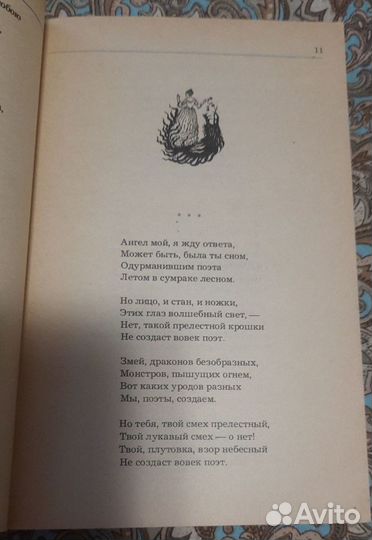 обою
11
* * *
Ангел мой, я жду ответа,
Может быть, была ты сном,
Одурманившим поэта
Летом в сумраке лесном.
Но лицо, и стан, и ножки,
Этих глаз волшебный свет, —
Нет, такой прелестной крошки
Не создаст вовек поэт.
Змей, драконов безобразных,
Монстров, пышущих огнем,
Вот каких уродов разных
Мы, поэты, создаем.
Но тебя, твой смех прелестный,
Твой лукавый смех — о нет!
Твой, плутовка, взор небесный
Не создаст вовек поэт.
Avito